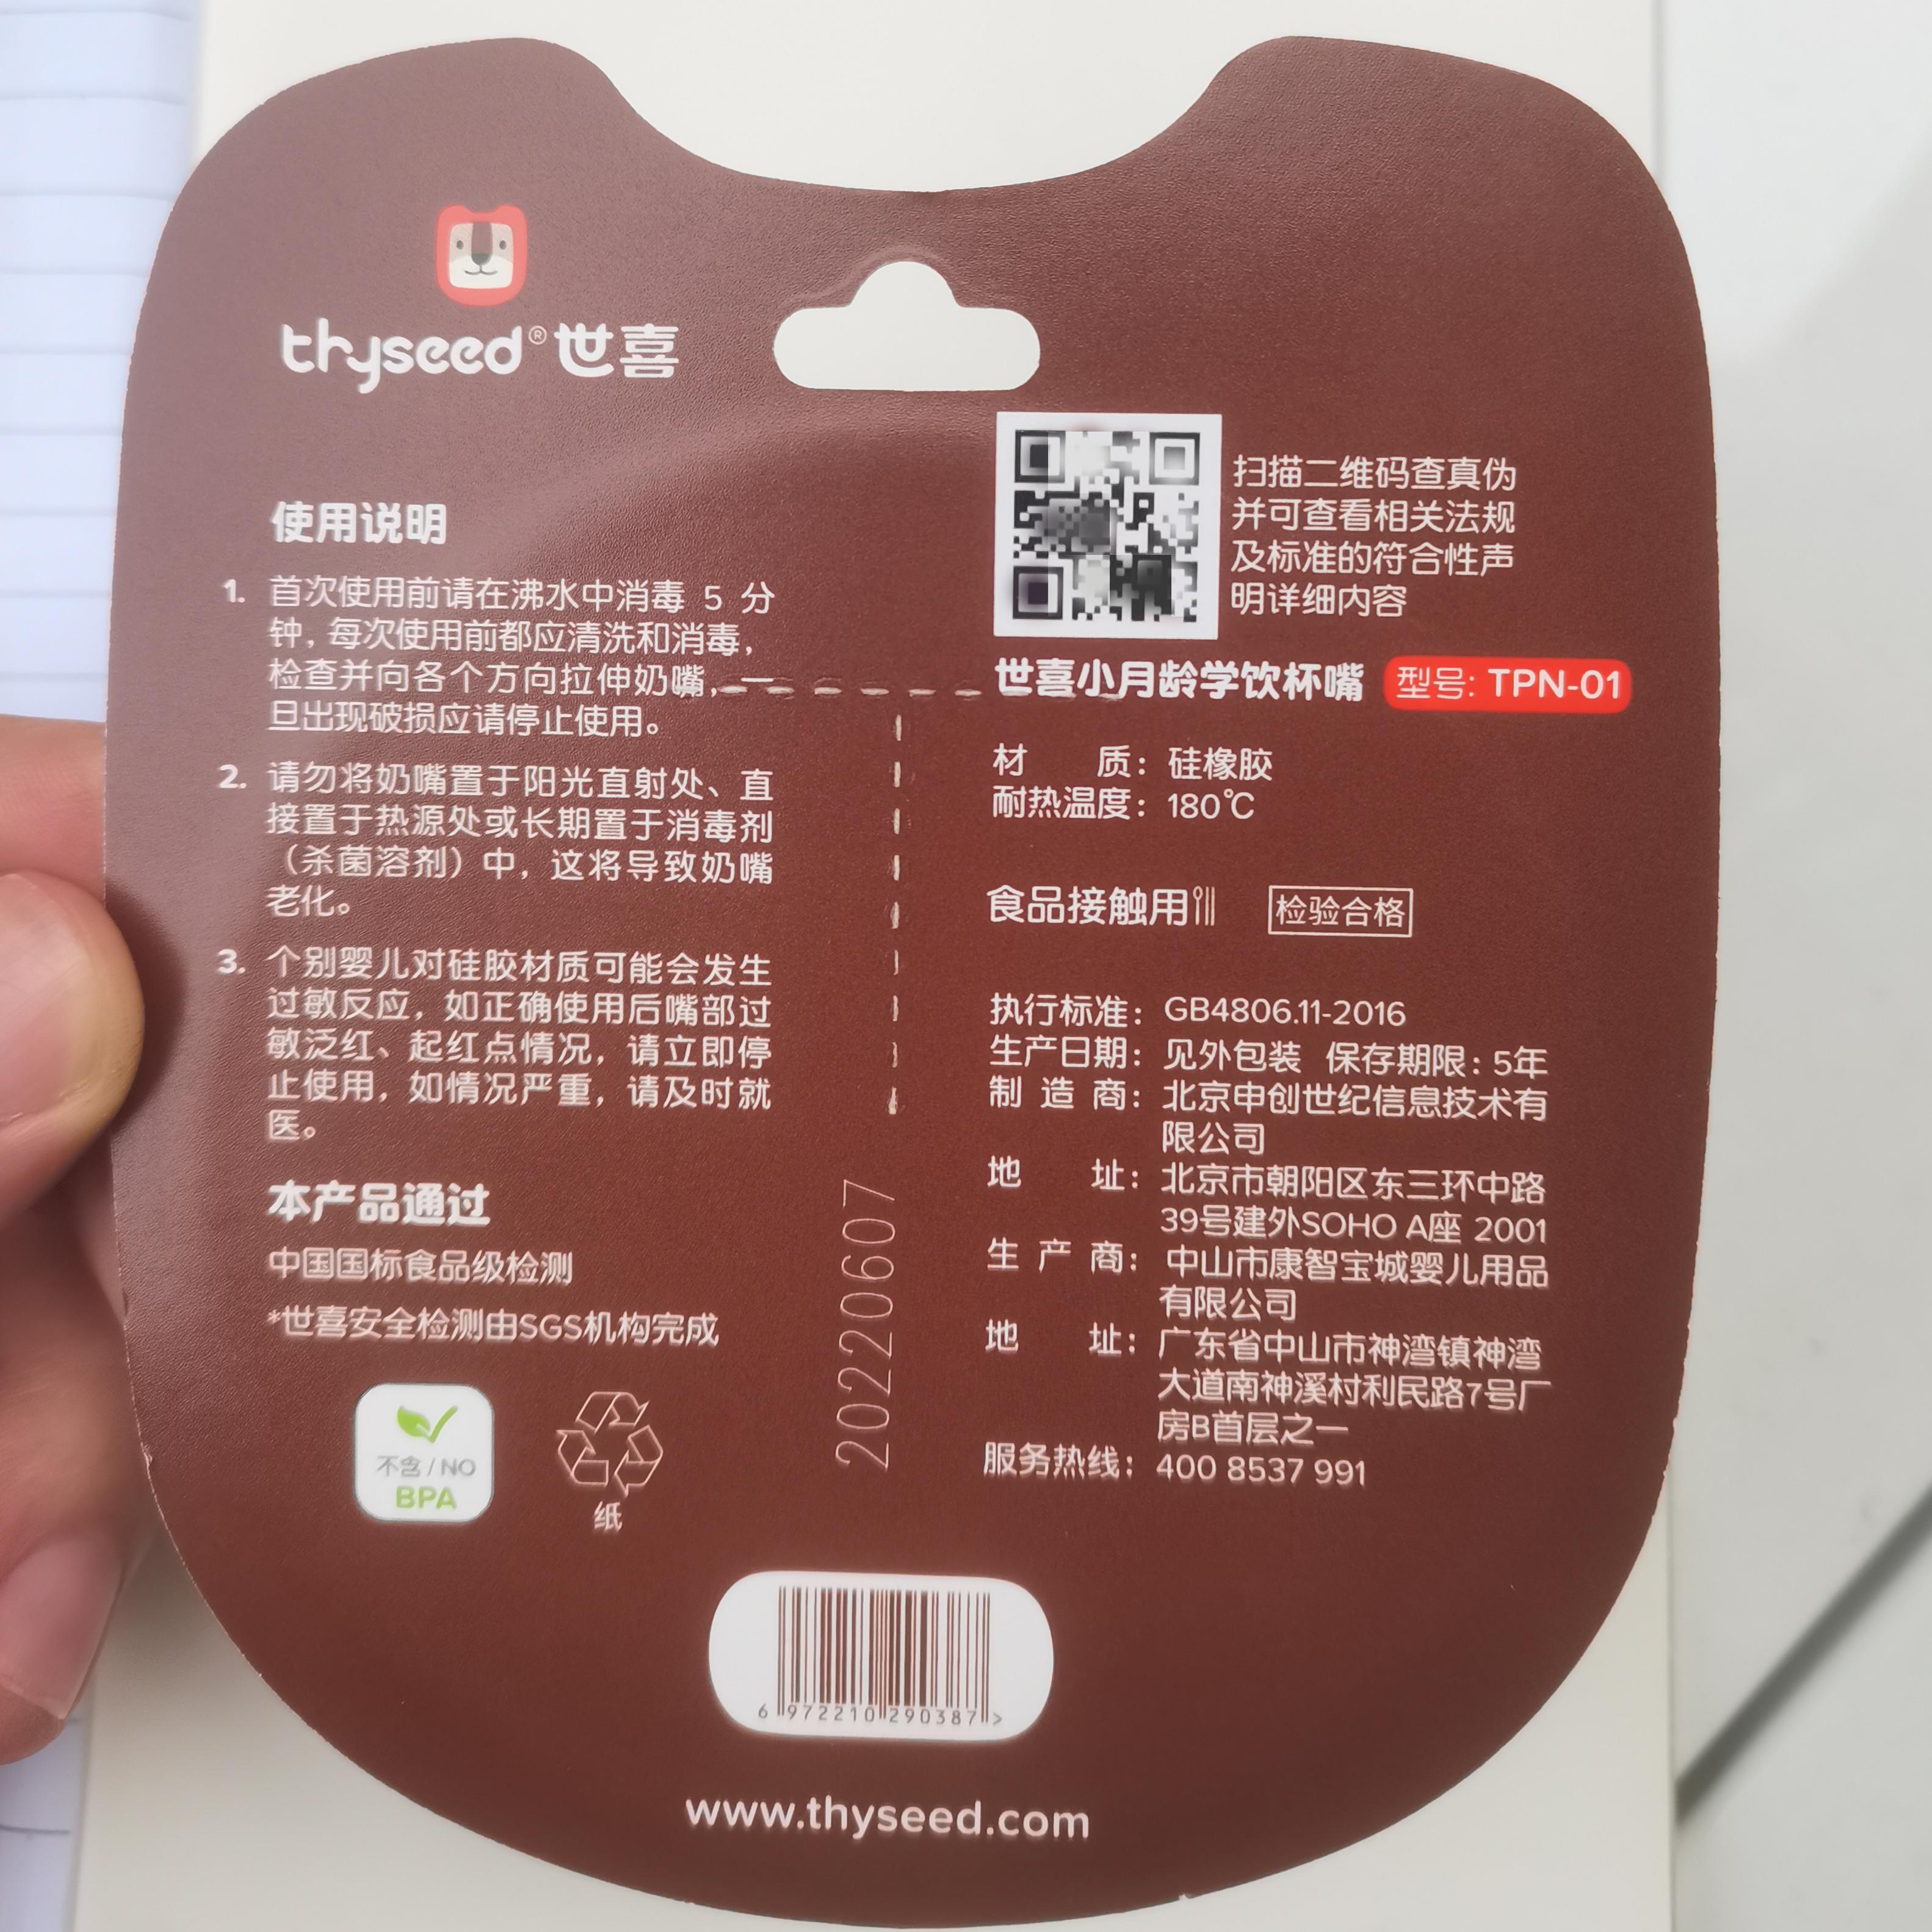 thyseed®世喜
使用说明
1. 首次使用前请在沸水中消毒 5 分
钟，每次使用前都应清洗和消毒，
检查并向各个方向拉伸奶嘴，一
旦出现破损应请停止使用。
2. 请勿将奶嘴置于阳光直射处、直
接置于热源处或长期置于消毒剂
（杀菌溶剂）中，这将导致奶嘴
老化。
3. 个别婴儿对硅胶材质可能会发生
过敏反应，如正确使用后嘴部过
敏泛红、起红点情况，请立即停
止使用，如情况严重，请及时就
医。
本产品通过
中国国标食品级检测
*世喜安全检测由SGS机构完成
不含/NO
BPA
纸
20220607
扫描二维码查真伪
并可查看相关法规
及标准的符合性声
明详细内容
世喜小月龄学饮杯嘴 型号: TPN-01
材 质：硅橡胶
耐热温度：180℃
食品接触用 检验合格
执行标准：GB4806.11-2016
生产日期：见外包装 保存期限：5年
制 造 商：北京申创世纪信息技术有
限公司
地 址：北京市朝阳区东三环中路
39号建外SOHO A座 2001
生 产 商：中山市康智宝城婴儿用品
有限公司
地 址：广东省中山市神湾镇神湾
大道南神溪村利民路7号厂
房B首层之一
服务热线：400 8537 991
6 972210 290387 >
www.thyseed.com